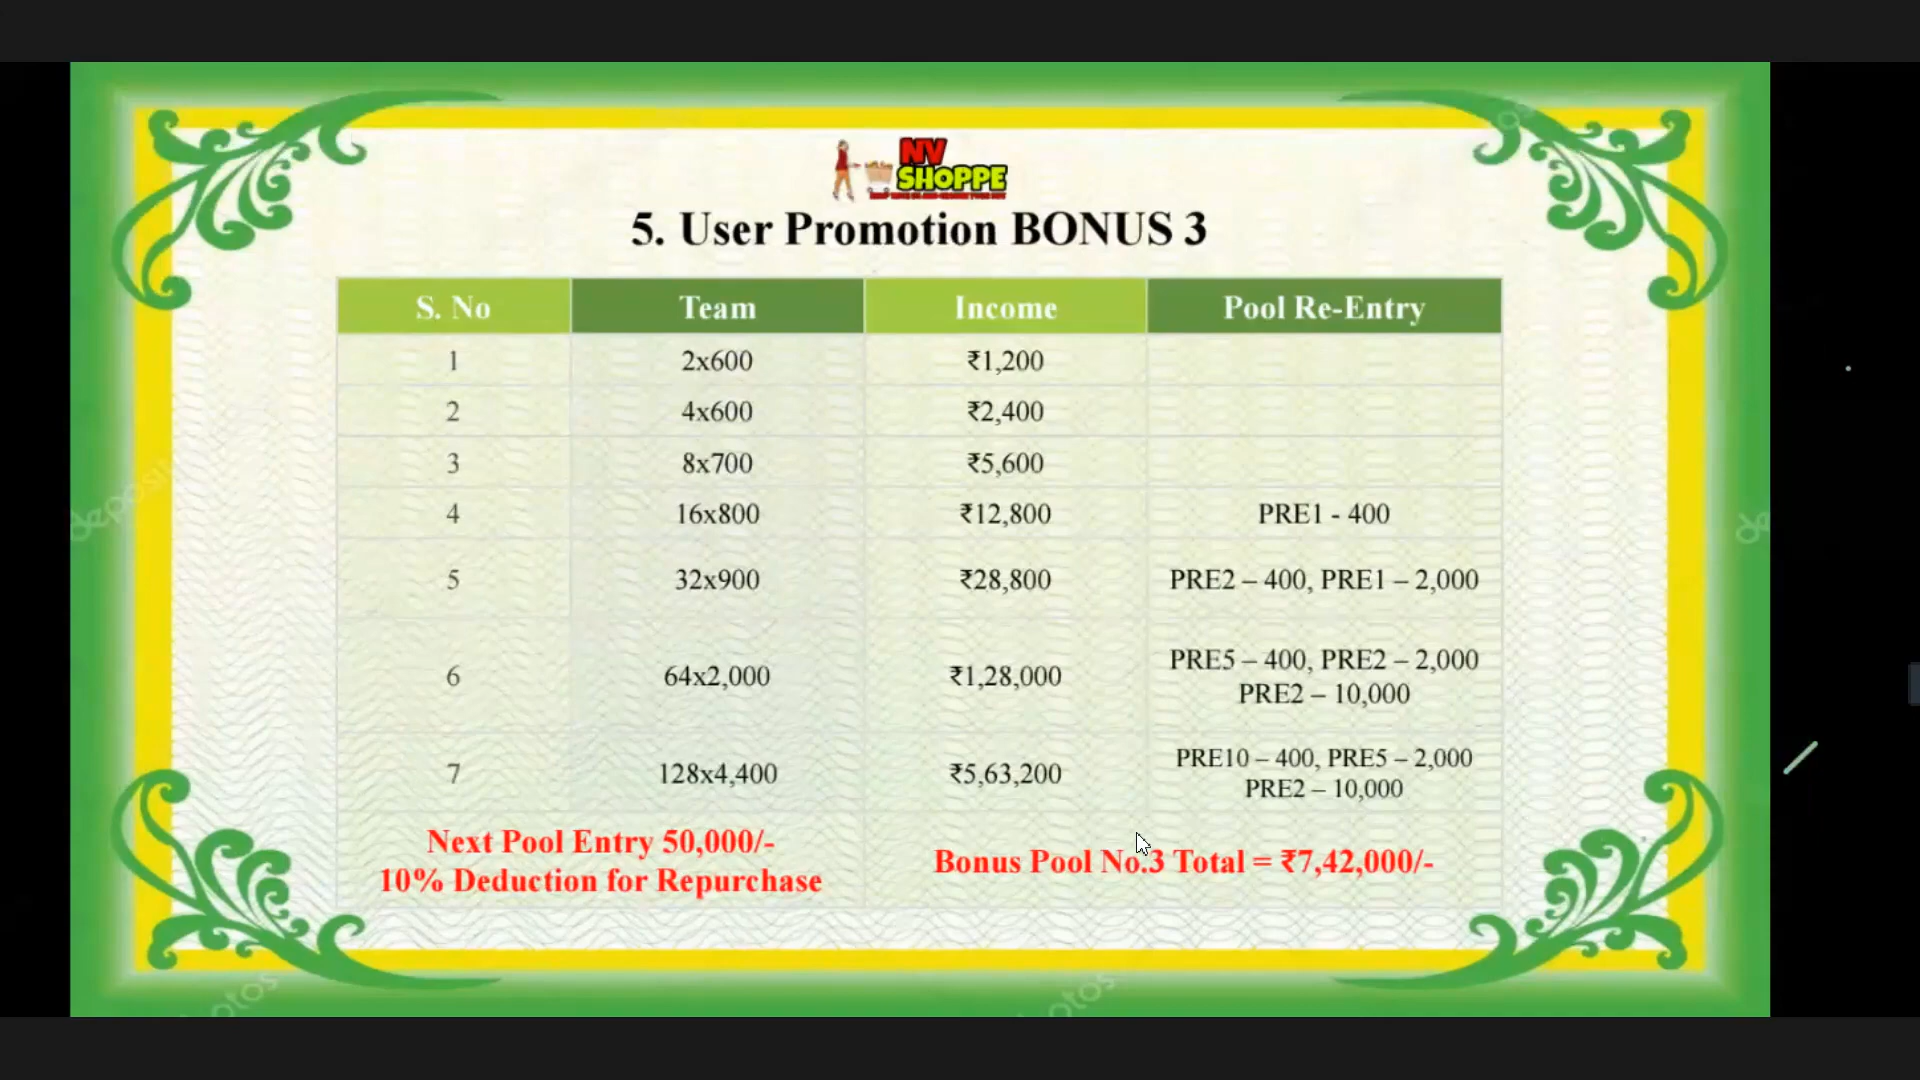 NV
SHOPPE
5. User Promotion BONUS 3
S. No Team Income Pool Re-Entry
1 2x600 ₹1,200
2 4x600 ₹2,400
3 8x700 ₹5,600
4 16x800 ₹12,800 PRE1 - 400
5 32x900 ₹28,800 PRE2 – 400, PRE1 – 2,000
6 64x2,000 ₹1,28,000 PRE5 – 400, PRE2 – 2,000
PRE2 – 10,000
7 128x4,400 ₹5,63,200 PRE10 – 400, PRE5 – 2,000
PRE2 – 10,000
Next Pool Entry 50,000/-
10% Deduction for Repurchase
Bonus Pool No.3 Total = ₹7,42,000/-